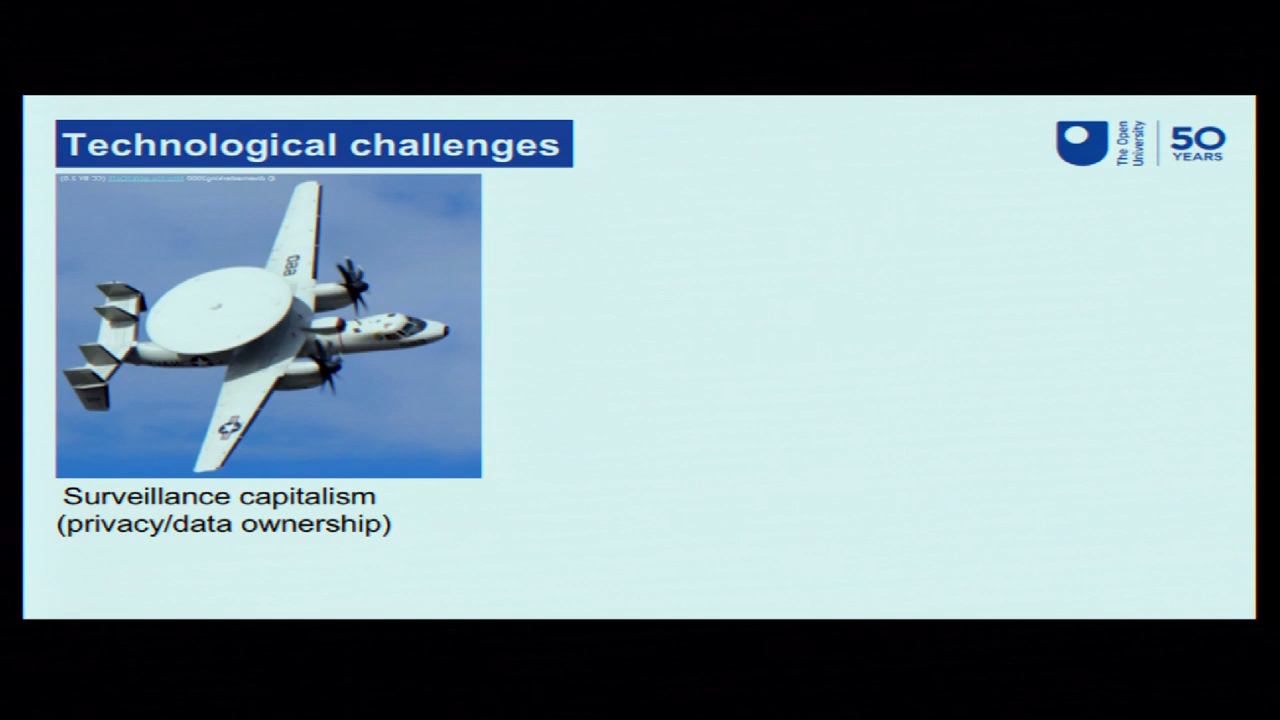 Technological challenges
The Open
University
50
YEARS
Surveillance capitalism
(privacy/data ownership)